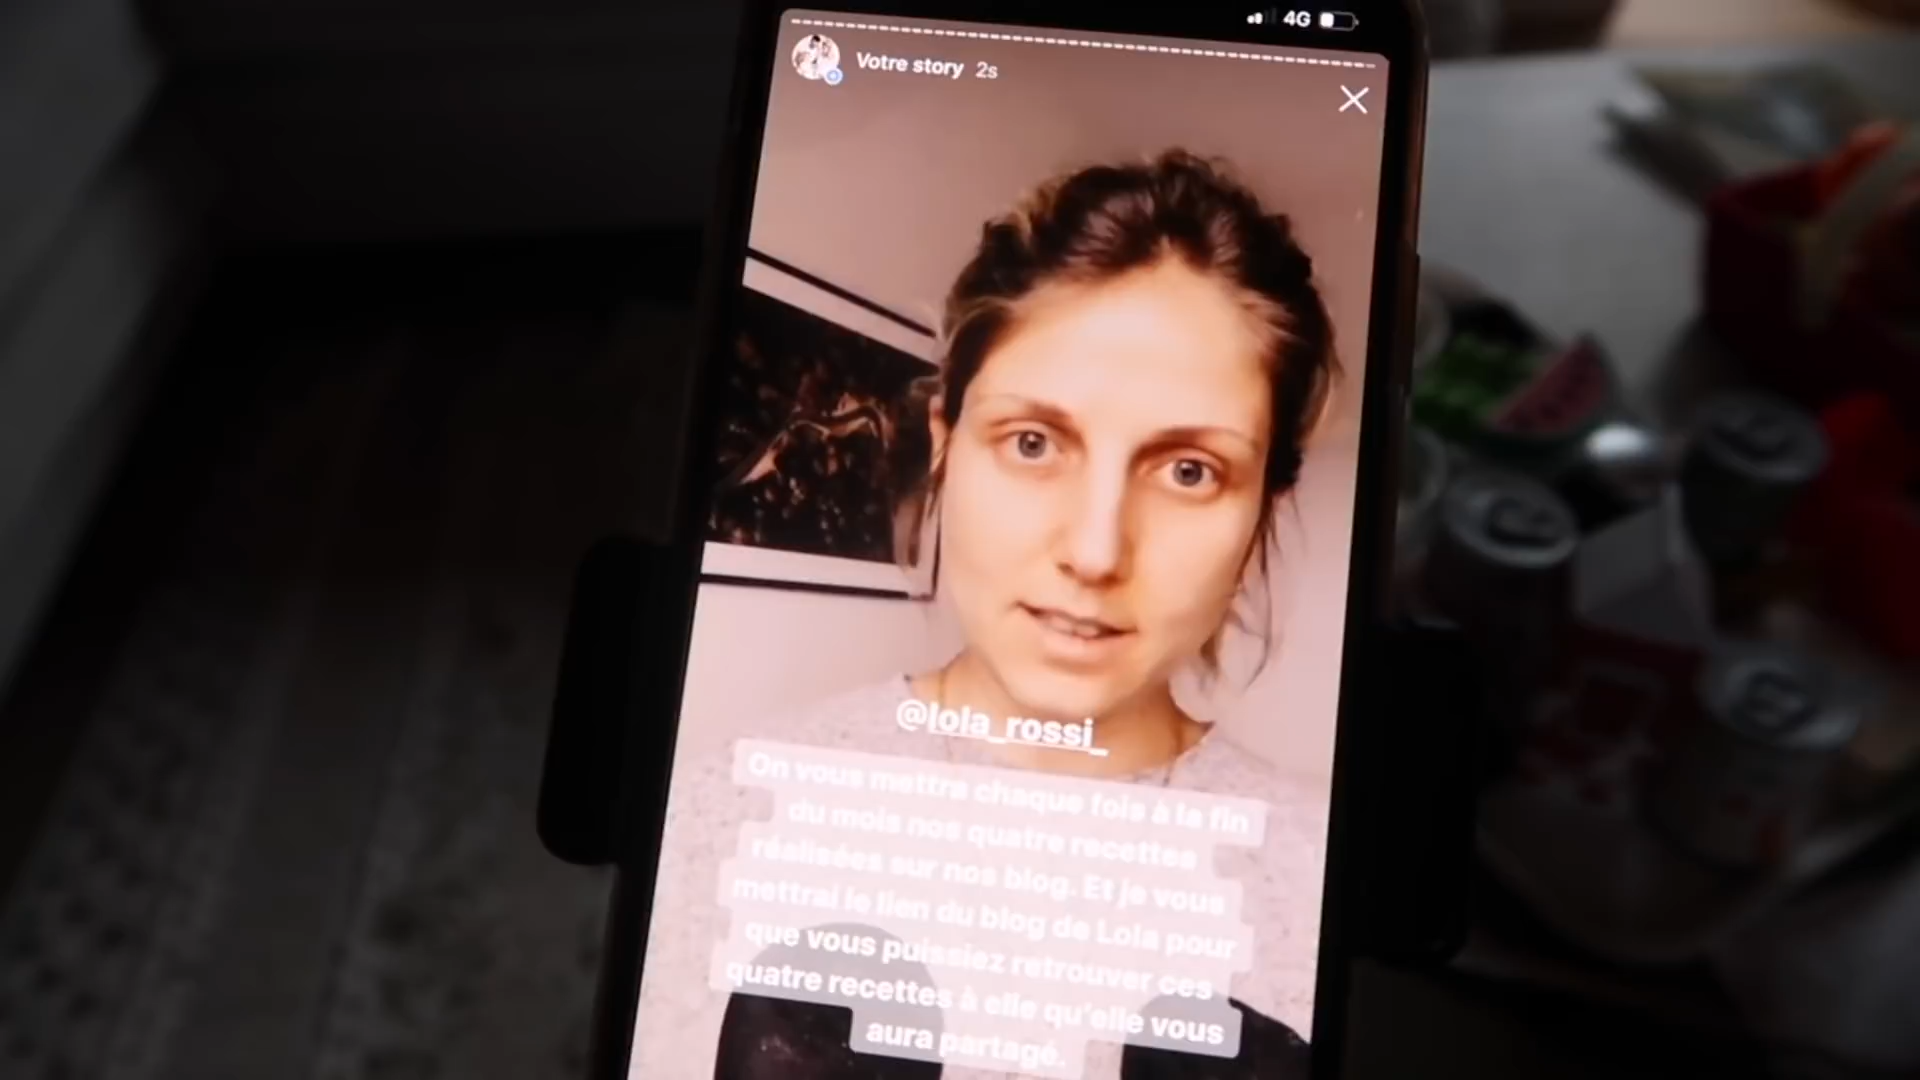 4G
Votre story 2s
@lola_rossi_
On vous mettra chaque fois à la fin
du mois nos quatre recettes
réalisées sur nos blog. Et je vous
mettrai le lien du blog de Lola pour
que vous puissiez retrouver ces
quatre recettes à elle qu'elle vous
aura partagé.